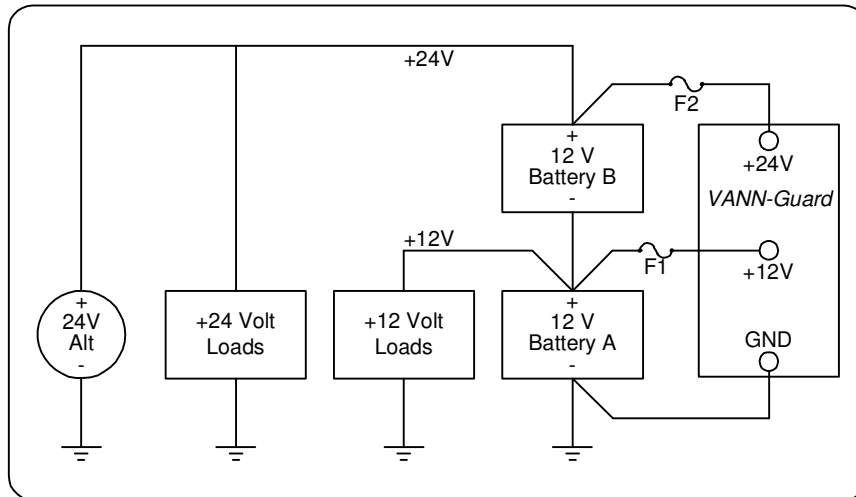 +24V
F2
+
12 V
Battery B
-
+24V
VANN-Guard
+12V
F1
+12V
+
24V
Alt
-
+24 Volt
Loads
+12 Volt
Loads
+
12 V
Battery A
-
GND